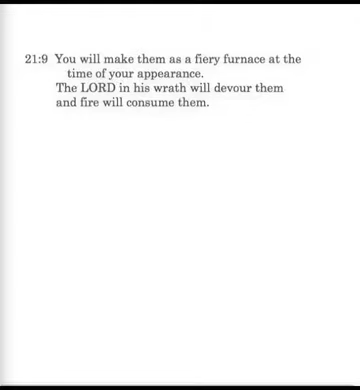 21:9 You will make them as a fiery furnace at the
time of your appearance.
The LORD in his wrath will devour them
and fire will consume them.